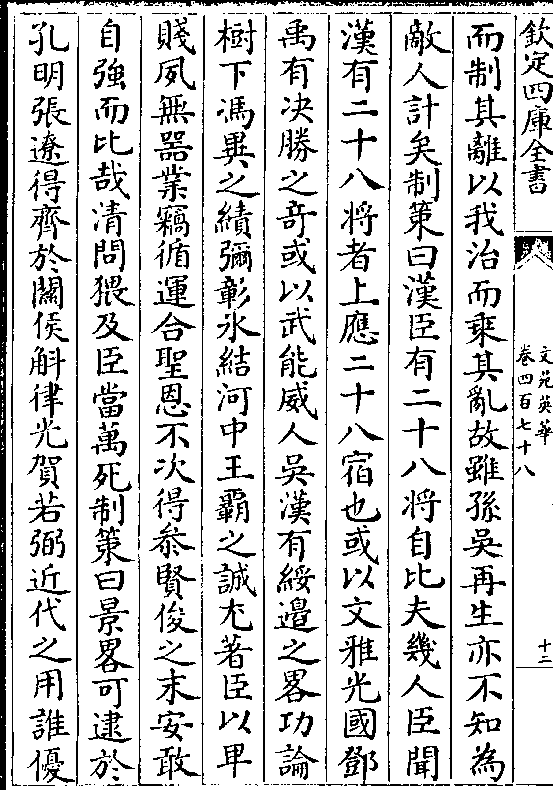 欽定四庫全書
文苑英華
卷四百七十八
十二
而制其離以我治而乗其亂故雖孫吳再生亦不知為
敵人計矣制策曰漢臣有二十八將自比夫幾人臣聞
漢有二十八将者上應二十八宿也或以文雅光國鄧
禹有决勝之竒或以武能威人吳漢有綏邉之畧功論
樹下馮異之績彌彰氷結河中王霸之誠尤著臣以卑
賤夙無器業竊循運合聖恩不次得叅賢俊之末安敢
自強而比哉清問猥及臣當萬死制策曰景畧可逮於
孔明張遼得齊於關侯斛律光賀若弼近代之用誰優